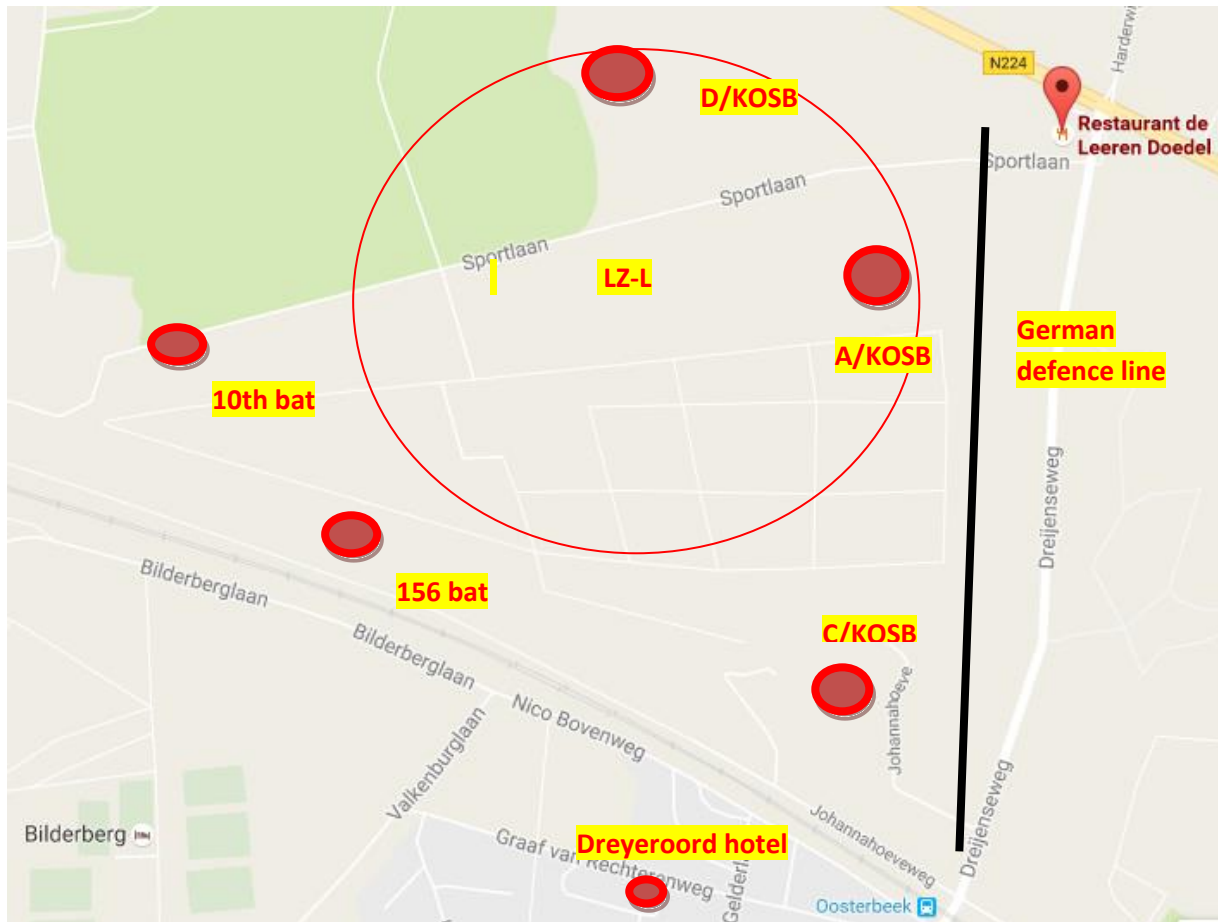 Harderwi
N224
D/KOSB
Restaurant de
Leeren Doedel
Sportlaan
Sportlaan
Sportlaan
LZ-L
German
defence line
A/KOSB
10th bat
Dreijenseweg
Bilderberglaan
156 bat
C/KOSB
Bilderberglaan
Nico Bovenweg
Johannahoeve
Valkenburglaan
Johannahoeveweg
Dreijenseweg
Bilderberg
Dreyeroord hotel
Graaf van Rechterenweg
Gelderl
Oosterbeek